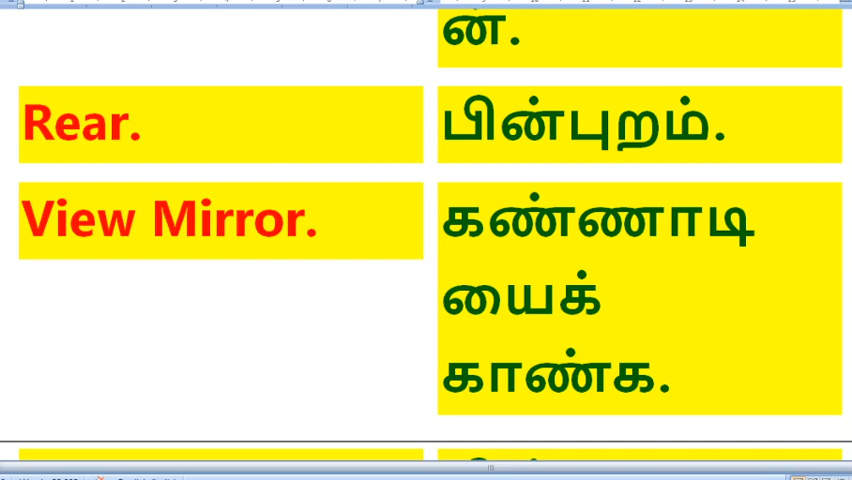 ன்.
Rear.
பின்புறம்.
View Mirror.
கண்ணாடி
யைக்
காண்க.